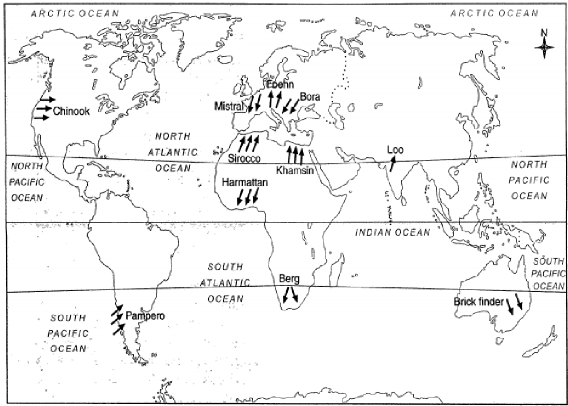 ARCTIC OCEAN
ARCTIC OCEAN
N
Foehn
Mistral
Bora
Chinook
NORTH
ATLANTIC
OCEAN
Sirocco
Khamsin
Loo
NORTH
PACIFIC
OCEAN
NORTH
PACIFIC
OCEAN
Harmattan
INDIAN OCEAN
SOUTH
ATLANTIC
OCEAN
Berg
SOUTH
PACIFIC
OCEAN
Brick finder
Pampero
SOUTH
PACIFIC
OCEAN